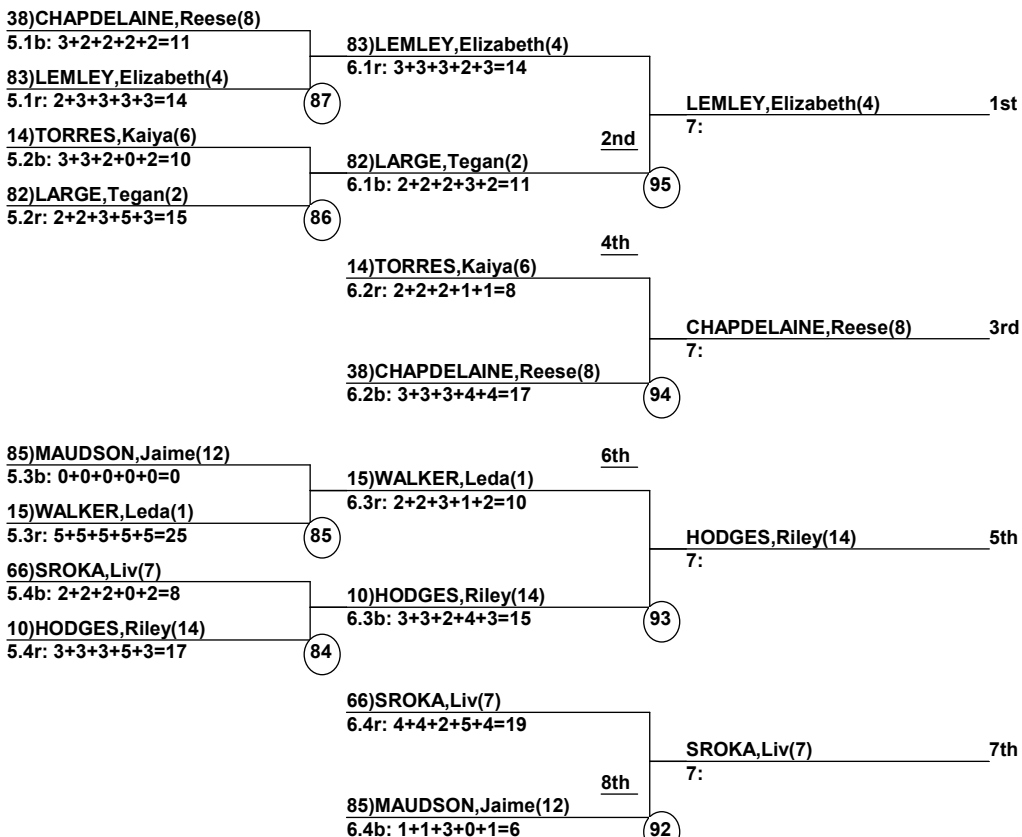 38)CHAPDELAINE,Reese(8)
5.1b: 3+2+2+2+2=11
83)LEMLEY,Elizabeth(4)
5.1r: 2+3+3+3+3=14
87
14)TORRES,Kaiya(6)
5.2b: 3+3+2+0+2=10
82)LARGE,Tegan(2)
5.2r: 2+2+3+5+3=15
86
83)LEMLEY,Elizabeth(4)
6.1r: 3+3+3+2+3=14
2nd
82)LARGE,Tegan(2)
6.1b: 2+2+2+3+2=11
95
LEMLEY,Elizabeth(4) 1st
7:
4th
14)TORRES,Kaiya(6)
6.2r: 2+2+2+1+1=8
38)CHAPDELAINE,Reese(8)
6.2b: 3+3+3+4+4=17
94
CHAPDELAINE,Reese(8) 3rd
7:
85)MAUDSON,Jaime(12)
5.3b: 0+0+0+0+0=0
15)WALKER,Leda(1)
5.3r: 5+5+5+5+5=25
85
66)SROKA,Liv(7)
5.4b: 2+2+2+0+2=8
10)HODGES,Riley(14)
5.4r: 3+3+3+5+3=17
84
6th
15)WALKER,Leda(1)
6.3r: 2+2+3+1+2=10
10)HODGES,Riley(14)
6.3b: 3+3+2+4+3=15
93
HODGES,Riley(14) 5th
7:
66)SROKA,Liv(7)
6.4r: 4+4+2+5+4=19
8th
85)MAUDSON,Jaime(12)
6.4b: 1+1+3+0+1=6
92
SROKA,Liv(7) 7th
7: